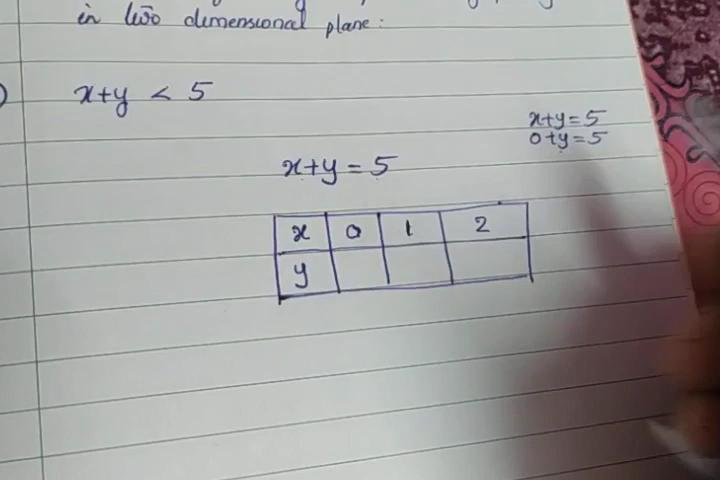 in two dimensional plane:
x+y < 5
x+y=5
0+y=5
x+y = 5
x 0 1 2
y